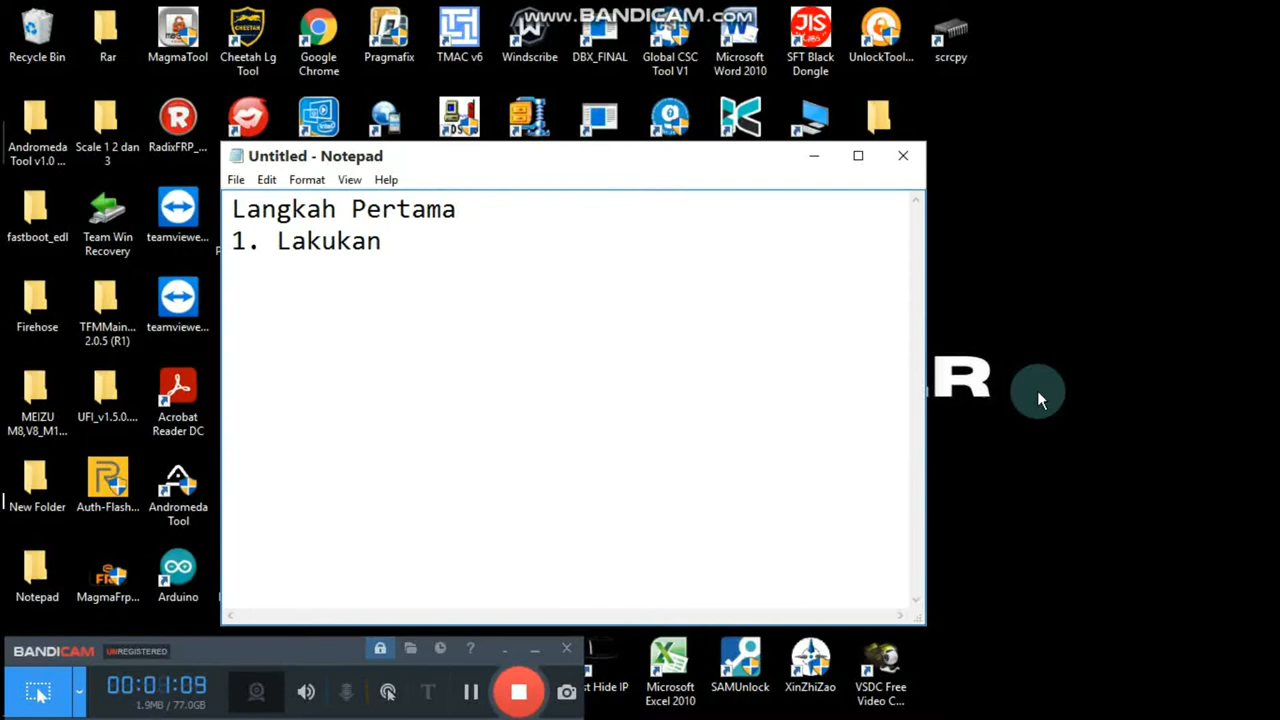 www.BANDICAM.com
Recycle Bin
Rar
MagmaTool
Cheetah Lg
Tool
Google
Chrome
Pragmafix
TMAC v6
Windscribe
DBX_FINAL
Global CSC
Tool V1
Microsoft
Word 2010
SFT Black
Dongle
UnlockTool...
scrcpy
Andromeda
Tool v1.0 ...
Scale 1 2 dan
3
RadixFRP_...
Untitled - Notepad
File Edit Format View Help
Langkah Pertama
1. Lakukan
fastboot_edl
Team Win
Recovery
teamviewe...
Firehose
TFMMain...
2.0.5 (R1)
teamviewe...
R
MEIZU
M8,V8_M1...
UFI_v1.5.0....
Acrobat
Reader DC
New Folder
Auth-Flash...
Andromeda
Tool
Notepad
MagmaFrp...
Arduino
BANDICAM UNREGISTERED
00:01:09
1.9MB / 77.0GB
st Hide IP
Microsoft
Excel 2010
SAMUnlock
XinZhiZao
VSDC Free
Video C...